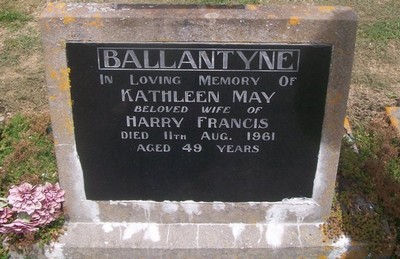 BALLANTYNE
IN LOVING MEMORY OF
KATHLEEN MAY
BELOVED WIFE OF
HARRY FRANCIS
DIED 11TH AUG. 1961
AGED 49 YEARS